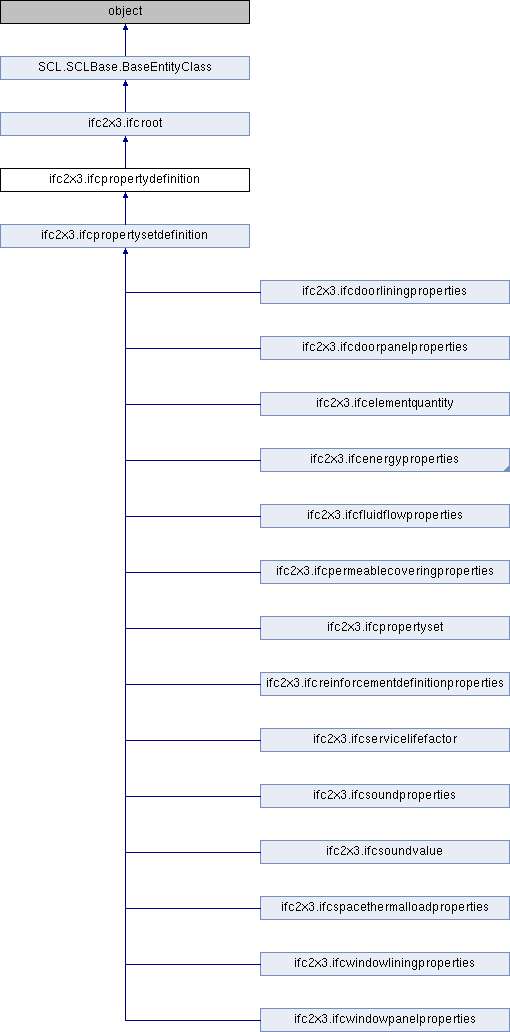 object
SCL.SCLBase.BaseEntityClass
ifc2x3.ifcroot
ifc2x3.ifcpropertydefinition
ifc2x3.ifcpropertysetdefinition
ifc2x3.ifcdoorliningproperties
ifc2x3.ifcdoorpanelproperties
ifc2x3.ifcelementquantity
ifc2x3.ifcenergyproperties
ifc2x3.ifcfluidflowproperties
ifc2x3.ifcpermeablecoveringproperties
ifc2x3.ifcpropertyset
ifc2x3.ifcreinforcementdefinitionproperties
ifc2x3.ifcservicelifefactor
ifc2x3.ifcsoundproperties
ifc2x3.ifcsoundvalue
ifc2x3.ifcspacethermalloadproperties
ifc2x3.ifcwindowliningproperties
ifc2x3.ifcwindowpanelproperties